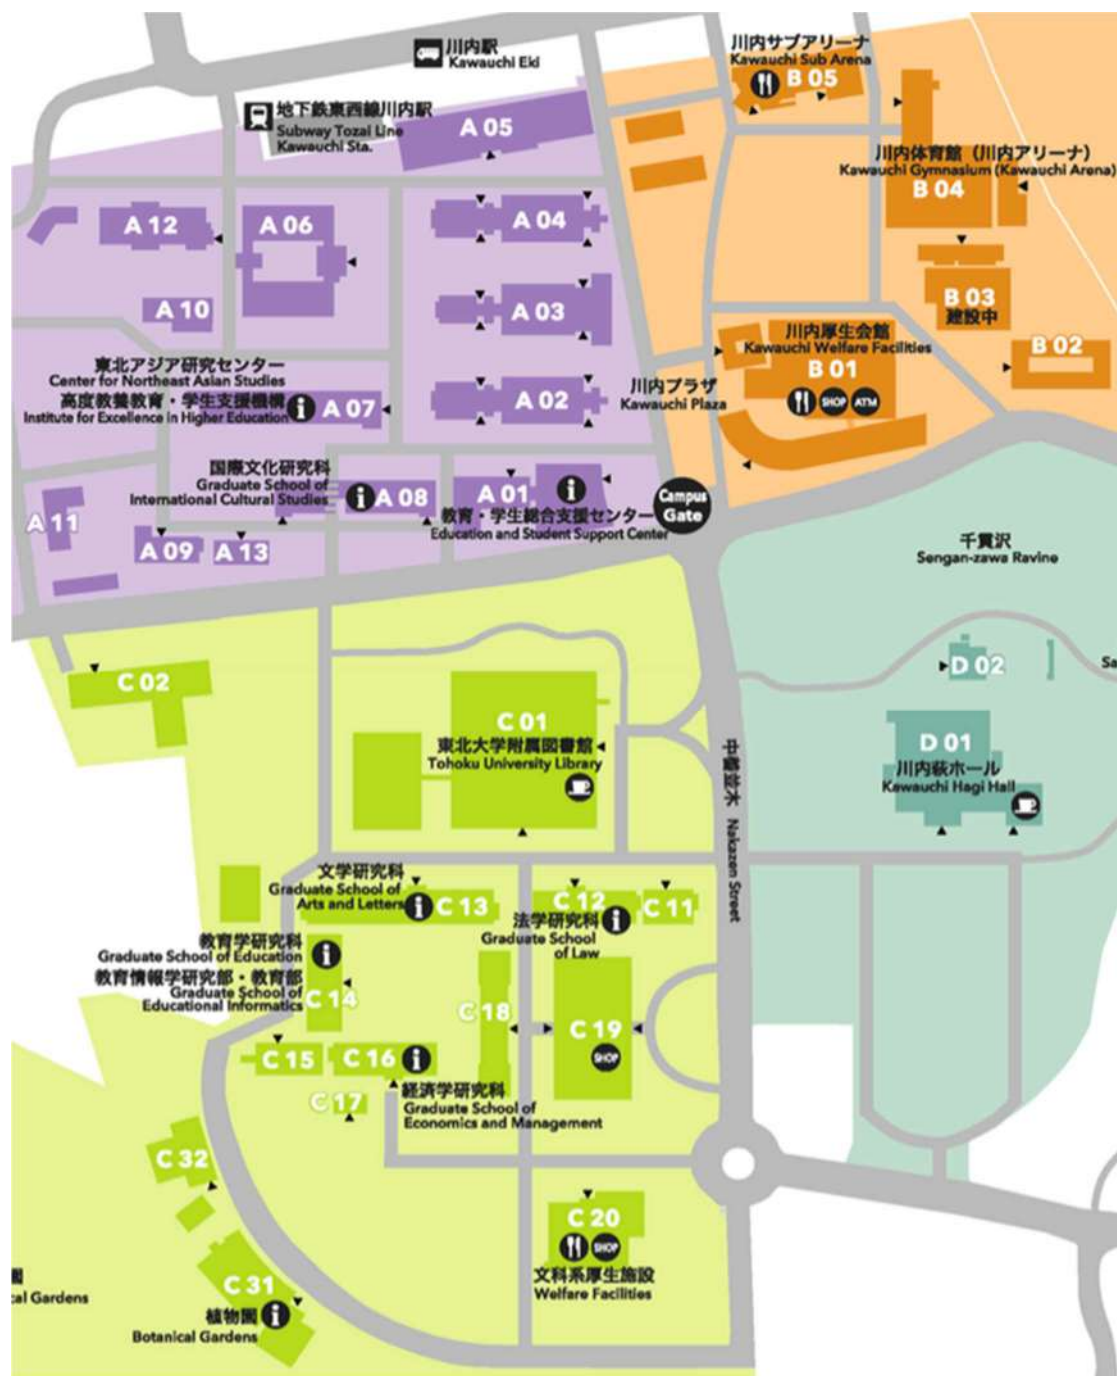 川内駅
Kawauchi Eki
川内サブアリーナ
Kawauchi Sub Arena
B 05
地下鉄東西線川内駅
Subway Tozai Line
Kawauchi Sta.
A 05
川内体育館（川内アリーナ）
Kawauchi Gymnasium (Kawauchi Arena)
B 04
A 12
A 06
A 04
A 10
A 03
B 03
建設中
川内厚生会館
Kawauchi Welfare Facilities
B 01
SHOP
ATM
B 02
東北アジア研究センター
Center for Northeast Asian Studies
高度教養教育・学生支援機構
Institute for Excellence in Higher Education
i
A 07
A 02
川内プラザ
Kawauchi Plaza
国際文化研究科
Graduate School of
International Cultural Studies
i
A 08
A 01
i
教育・学生総合支援センター
Education and Student Support Center
Campus
Gate
A 11
A 09
A 13
千貫沢
Sengan-zawa Ravine
C 02
D 02
Sa
C 01
東北大学附属図書館
Tohoku University Library
D 01
川内萩ホール
Kawauchi Hagi Hall
中善並木 Nakazen Street
文学研究科
Graduate School of
Arts and Letters
i
C 13
C 12
i
C 11
法学研究科
Graduate School
of Law
教育学研究科
Graduate School of Education
i
教育情報学研究部・教育部
Graduate School of
Educational Informatics
C 14
C 18
C 19
SHOP
C 15
C 16
i
経済学研究科
Graduate School of
Economics and Management
C 17
C 32
C 20
SHOP
文科系厚生施設
Welfare Facilities
園
cal Gardens
C 31
植物園
i
Botanical Gardens